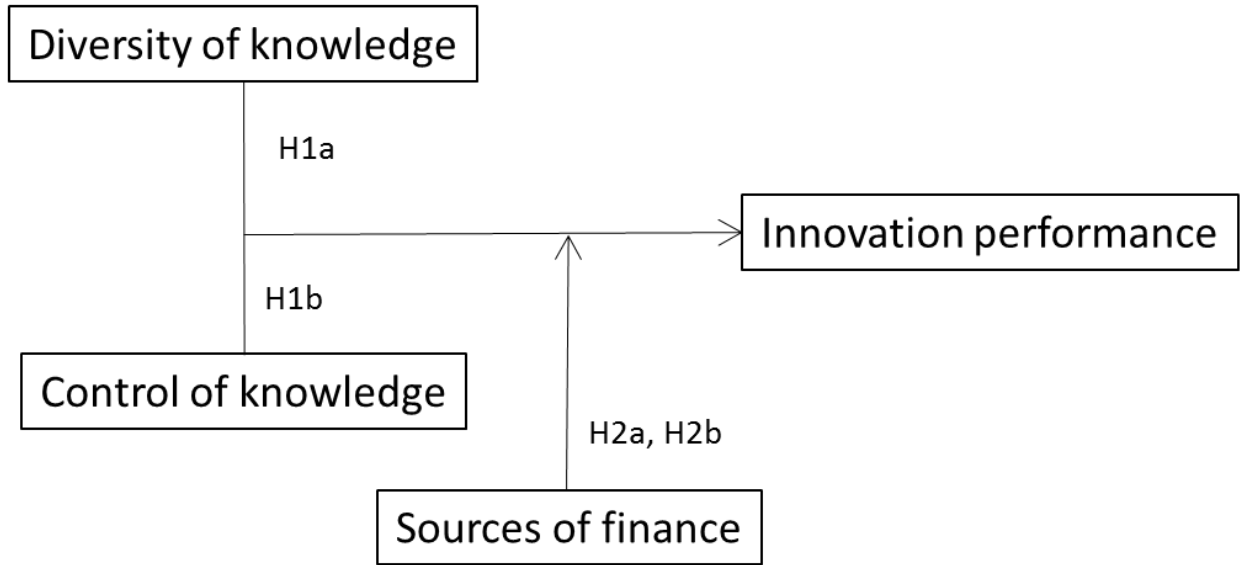 Diversity of knowledge
H1a
Innovation performance
H1b
Control of knowledge
H2a, H2b
Sources of finance